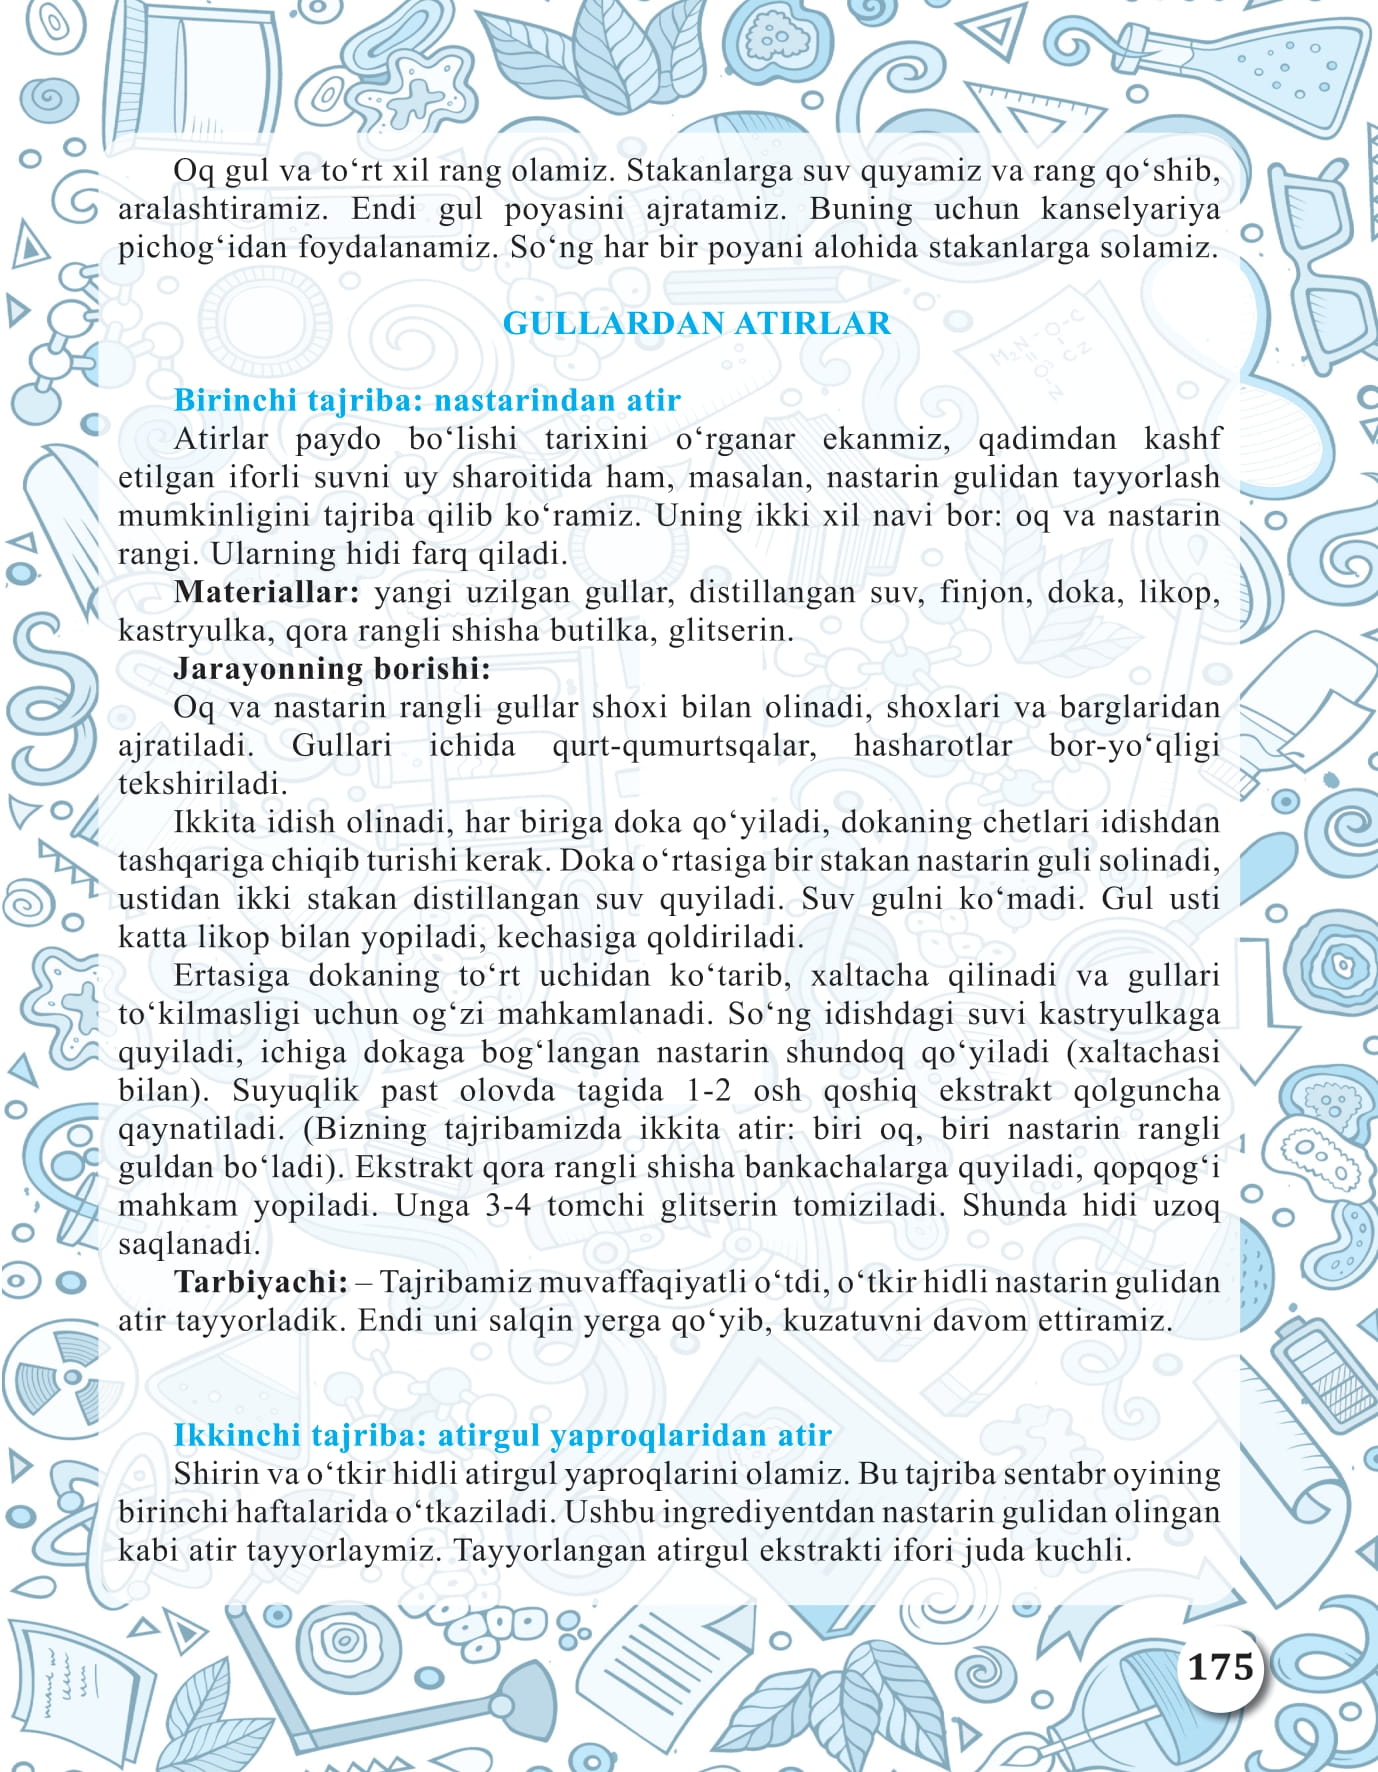 Oq gul va to‘rt xil rang olamiz. Stakanlarga suv quyamiz va rang qo‘shib,
aralashtiramiz. Endi gul poyasini ajratamiz. Buning uchun kanselyariya
pichog‘idan foydalanamiz. So‘ng har bir poyani alohida stakanlarga solamiz.
GULLARDAN ATIRLAR
Birinchi tajriba: nastarindan atir
Atirlar paydo bo‘lishi tarixini o‘rganar ekanmiz, qadimdan kashf
etilgan iforli suvni uy sharoitida ham, masalan, nastarin gulidan tayyorlash
mumkinligini tajriba qilib ko‘ramiz. Uning ikki xil navi bor: oq va nastarin
rangi. Ularning hidi farq qiladi.
Materiallar: yangi uzilgan gullar, distillangan suv, finjon, doka, likop,
kastryulka, qora rangli shisha butilka, glitserin.
Jarayonning borishi:
Oq va nastarin rangli gullar shoxi bilan olinadi, shoxlari va barglaridan
ajratiladi. Gullari ichida qurt-qumurtsqalar, hasharotlar bor-yo‘qligi
tekshiriladi.
Ikkita idish olinadi, har biriga doka qo‘yiladi, dokaning chetlari idishdan
tashqariga chiqib turishi kerak. Doka o‘rtasiga bir stakan nastarin guli solinadi,
ustidan ikki stakan distillangan suv quyiladi. Suv gulni ko‘madi. Gul usti
katta likop bilan yopiladi, kechasiga qoldiriladi.
Ertasiga dokaning to‘rt uchidan ko‘tarib, xaltacha qilinadi va gullari
to‘kilmasligi uchun og‘zi mahkamlanadi. So‘ng idishdagi suvi kastryulkaga
quyiladi, ichiga dokaga bog‘langan nastarin shundoq qo‘yiladi (xaltachasi
bilan). Suyuqlik past olovda tagida 1-2 osh qoshiq ekstrakt qolguncha
qaynatiladi. (Bizning tajribamizda ikkita atir: biri oq, biri nastarin rangli
guldan bo‘ladi). Ekstrakt qora rangli shisha bankachalarga quyiladi, qopqog‘i
mahkam yopiladi. Unga 3-4 tomchi glitserin tomiziladi. Shunda hidi uzoq
saqlanadi.
Tarbiyachi: – Tajribamiz muvaffaqiyatli o‘tdi, o‘tkir hidli nastarin gulidan
atir tayyorladik. Endi uni salqin yerga qo‘yib, kuzatuvni davom ettiramiz.
Ikkinchi tajriba: atirgul yaproqlaridan atir
Shirin va o‘tkir hidli atirgul yaproqlarini olamiz. Bu tajriba sentabr oyining
birinchi haftalarida o‘tkaziladi. Ushbu ingrediyentdan nastarin gulidan olingan
kabi atir tayyorlaymiz. Tayyorlangan atirgul ekstrakti ifori juda kuchli.
175